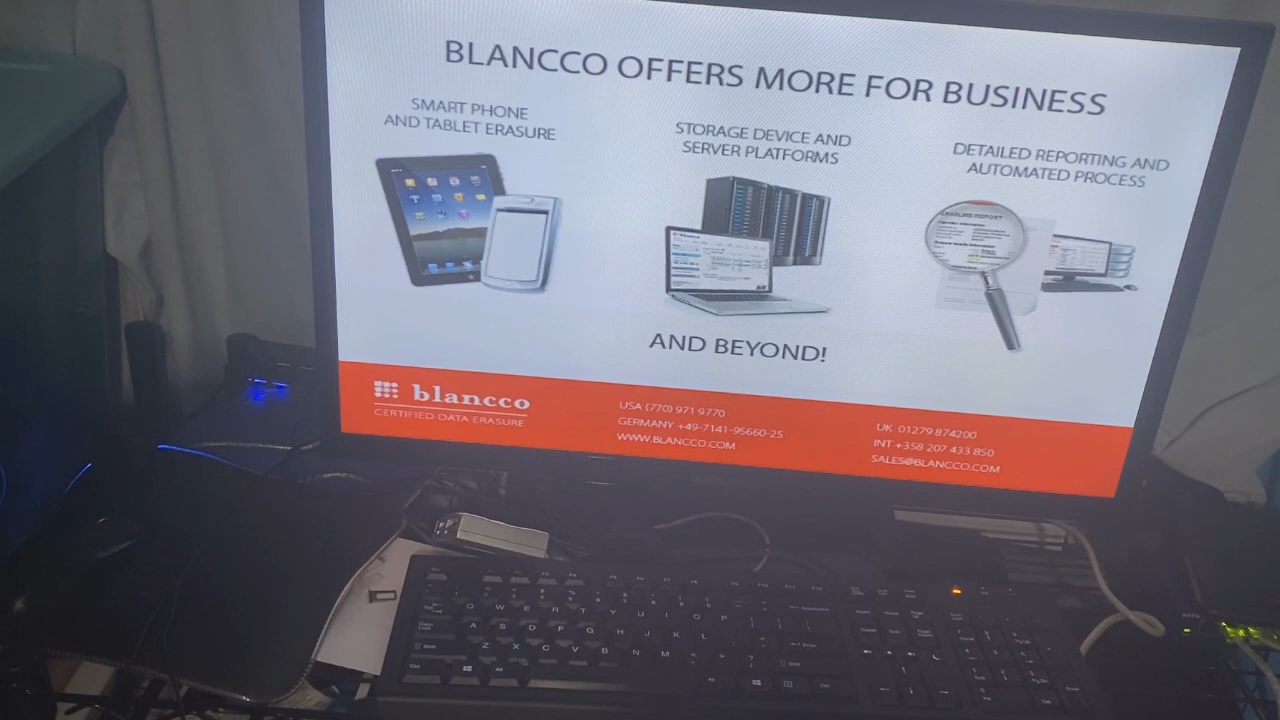 BLANCCO OFFERS MORE FOR BUSINESS
SMART PHONE
AND TABLET ERASURE
STORAGE DEVICE AND
SERVER PLATFORMS
DETAILED REPORTING AND
AUTOMATED PROCESS
ERASURE REPORT
AND BEYOND!
blancco
CERTIFIED DATA ERASURE
USA (770) 971 9770
GERMANY +49-7141-95660-25
WWW.BLANCCO.COM
UK 01279 874200
INT +358 207 433 850
SALES@BLANCCO.COM
Q W E R T Y U I O P
A S D F G H J K L
Z X C V B N M